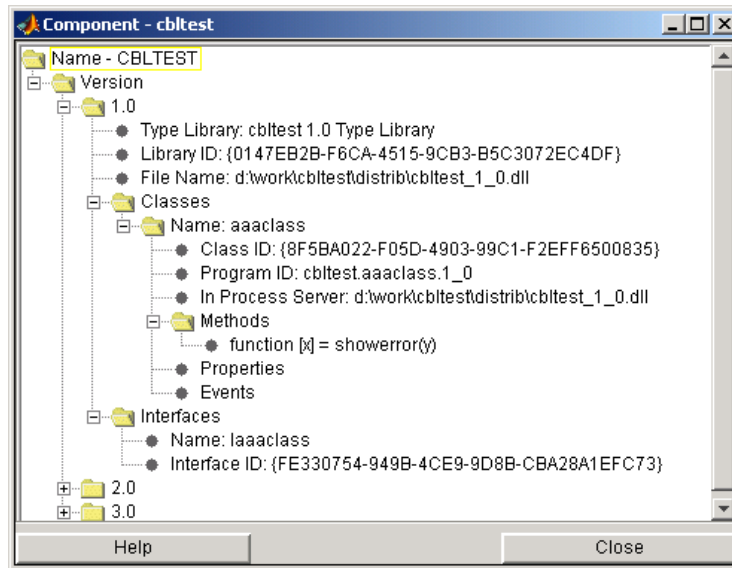 Component - cbltest
Name - CBLTEST
Version
1.0
Type Library: cbltest 1.0 Type Library
Library ID: {0147EB2B-F6CA-4515-9CB3-B5C3072EC4DF}
File Name: d:\work\cbltest\distrib\cbltest_1_0.dll
Classes
Name: aaaclass
Class ID: {8F5BA022-F05D-4903-99C1-F2EFF6500835}
Program ID: cbltest.aaaclass.1_0
In Process Server: d:\work\cbltest\distrib\cbltest_1_0.dll
Methods
function [x] = showerror(y)
Properties
Events
Interfaces
Name: Iaaaclass
Interface ID: {FE330754-949B-4CE9-9D8B-CBA28A1EFC73}
2.0
3.0
Help Close